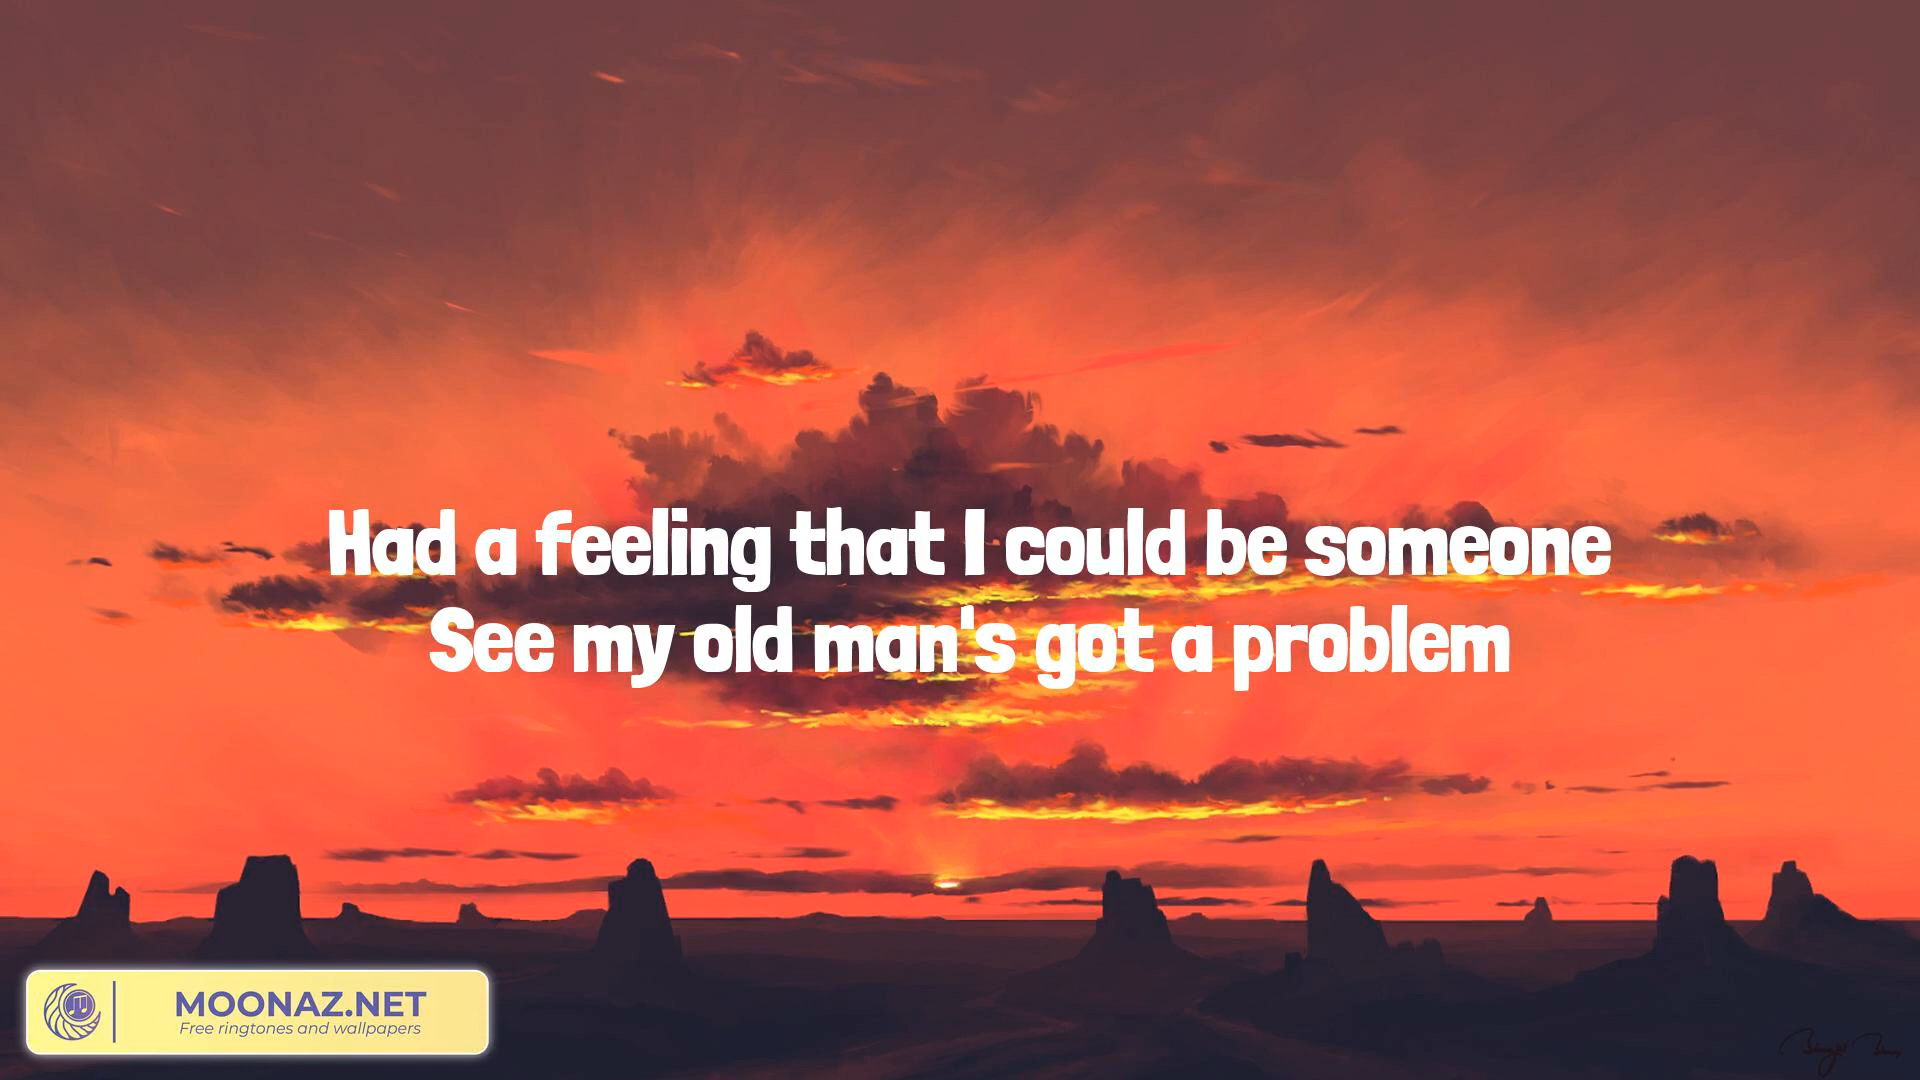 Had a feeling that I could be someone
See my old man's got a problem
MOONAZ.NET
Free ringtones and wallpapers